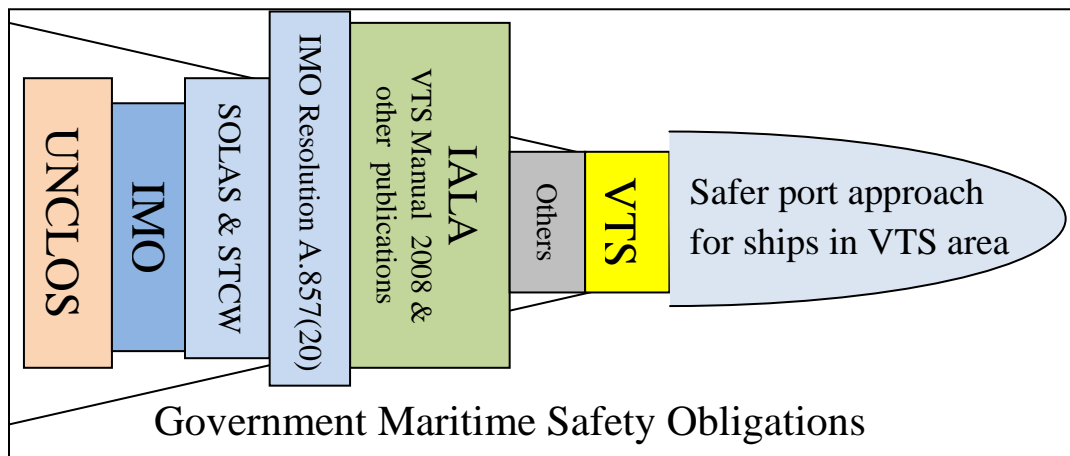 UNCLOS
IMO
SOLAS & STCW
IMO Resolution A.857(20)
IALA
VTS Manual 2008 &
other publications
Others
VTS
Safer port approach
for ships in VTS area
Government Maritime Safety Obligations